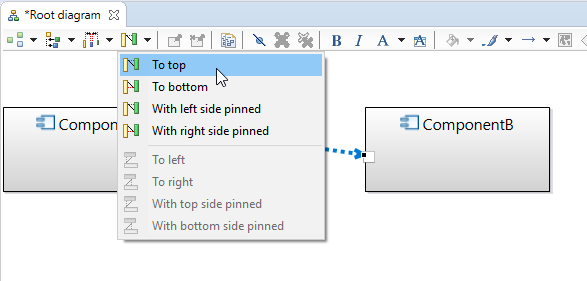 *Root diagram
B I A
To top
To bottom
With left side pinned
With right side pinned
To left
To right
With top side pinned
With bottom side pinned
Compone
ComponentB